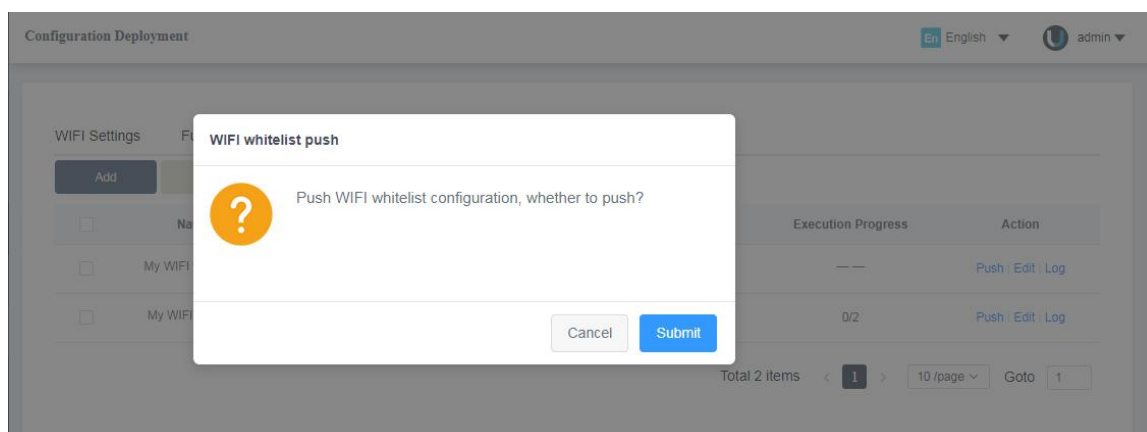 Configuration Deployment
En English
admin
WIFI Settings
WIFI whitelist push
Add
Push WIFI whitelist configuration, whether to push?
Execution Progress
Action
My WIFI
— —
Push | Edit | Log
My WIFI
0/2
Push | Edit | Log
Cancel
Submit
Total 2 items < 1 > 10 /page Goto 1